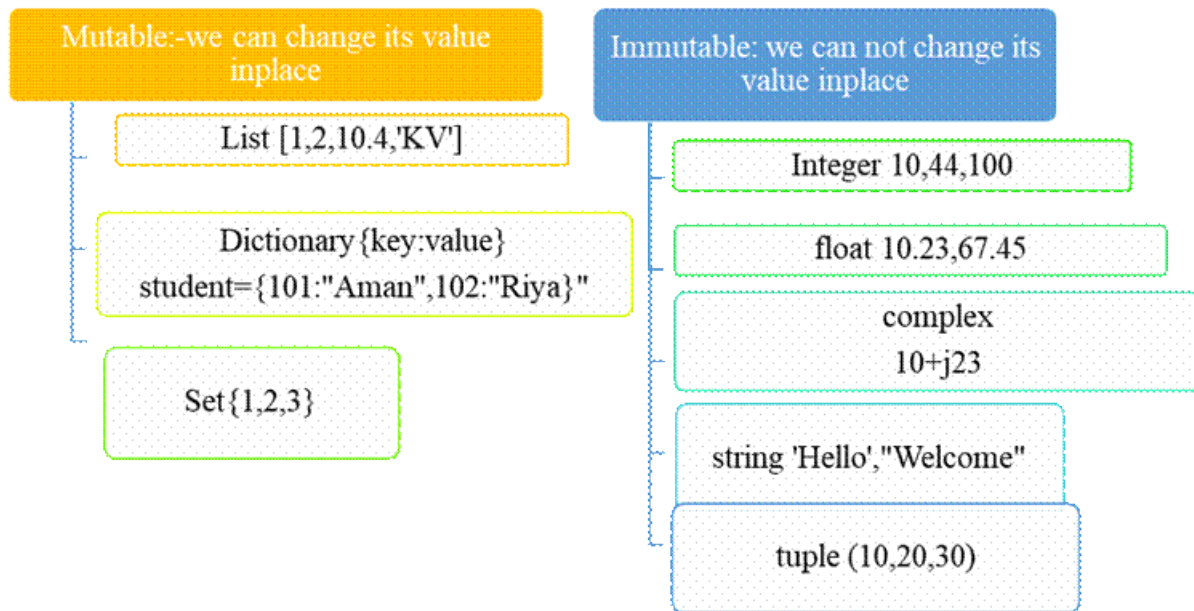 Mutable:-we can change its value
inplace
List [1,2,10.4,'KV']
Dictionary{key:value}
student={101:"Aman",102:"Riya}"
Set{1,2,3}
Immutable: we can not change its
value inplace
Integer 10,44,100
float 10.23,67.45
complex
10+j23
string 'Hello',"Welcome"
tuple (10,20,30)